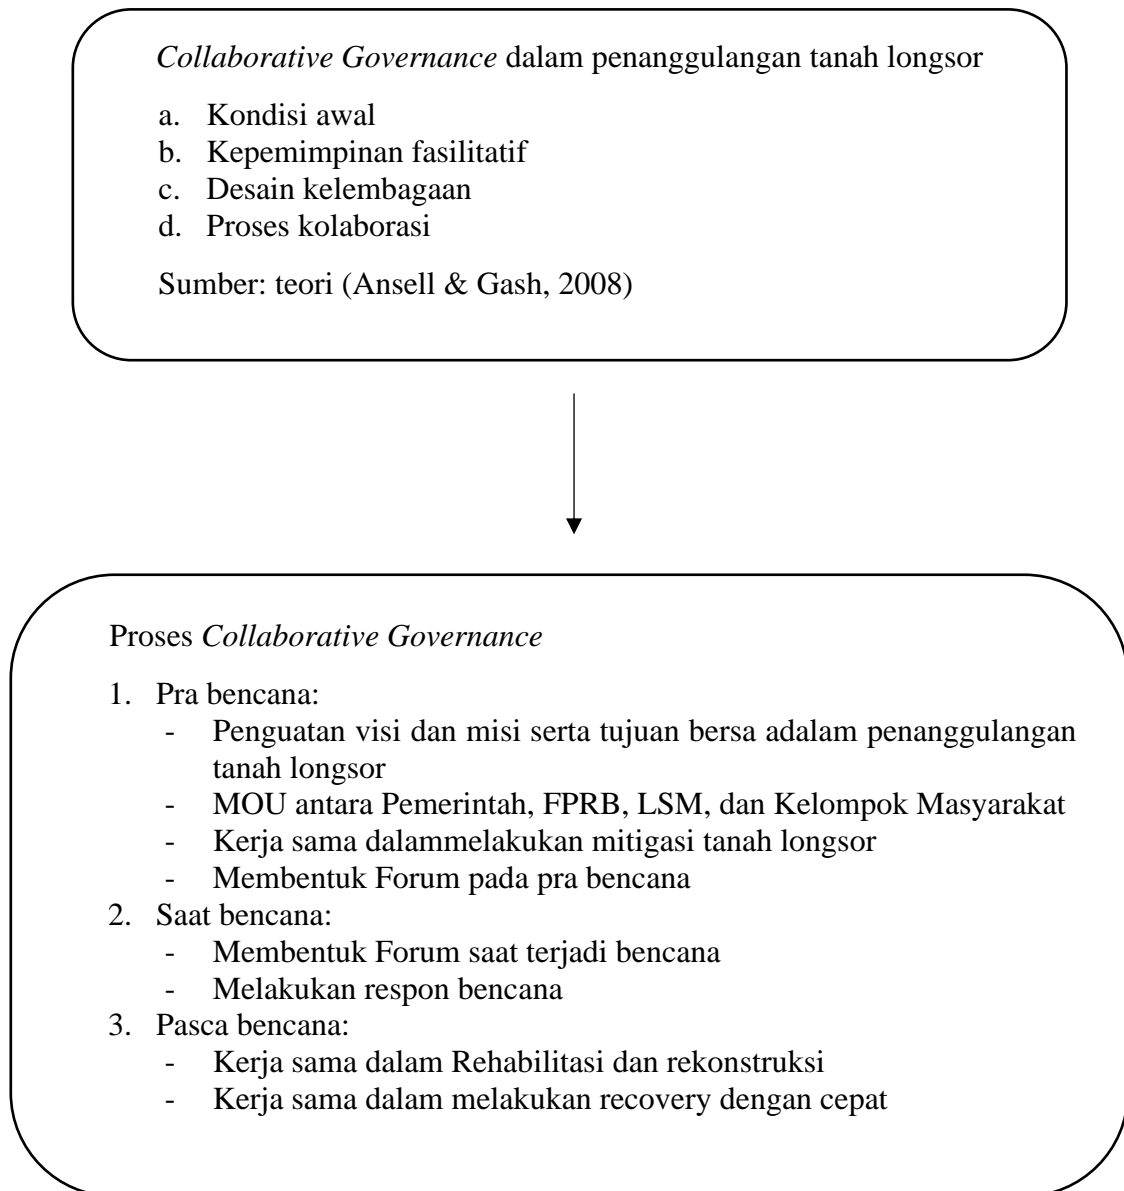 Collaborative Governance dalam penanggulangan tanah longsor
a. Kondisi awal
b. Kepemimpinan fasilitatif
c. Desain kelembagaan
d. Proses kolaborasi
Sumber: teori (Ansell & Gash, 2008)
Proses Collaborative Governance
1. Pra bencana:
- Penguatan visi dan misi serta tujuan bersa adalam penanggulangan
tanah longsor
- MOU antara Pemerintah, FPRB, LSM, dan Kelompok Masyarakat
- Kerja sama dalammelakukan mitigasi tanah longsor
- Membentuk Forum pada pra bencana
2. Saat bencana:
- Membentuk Forum saat terjadi bencana
- Melakukan respon bencana
3. Pasca bencana:
- Kerja sama dalam Rehabilitasi dan rekonstruksi
- Kerja sama dalam melakukan recovery dengan cepat